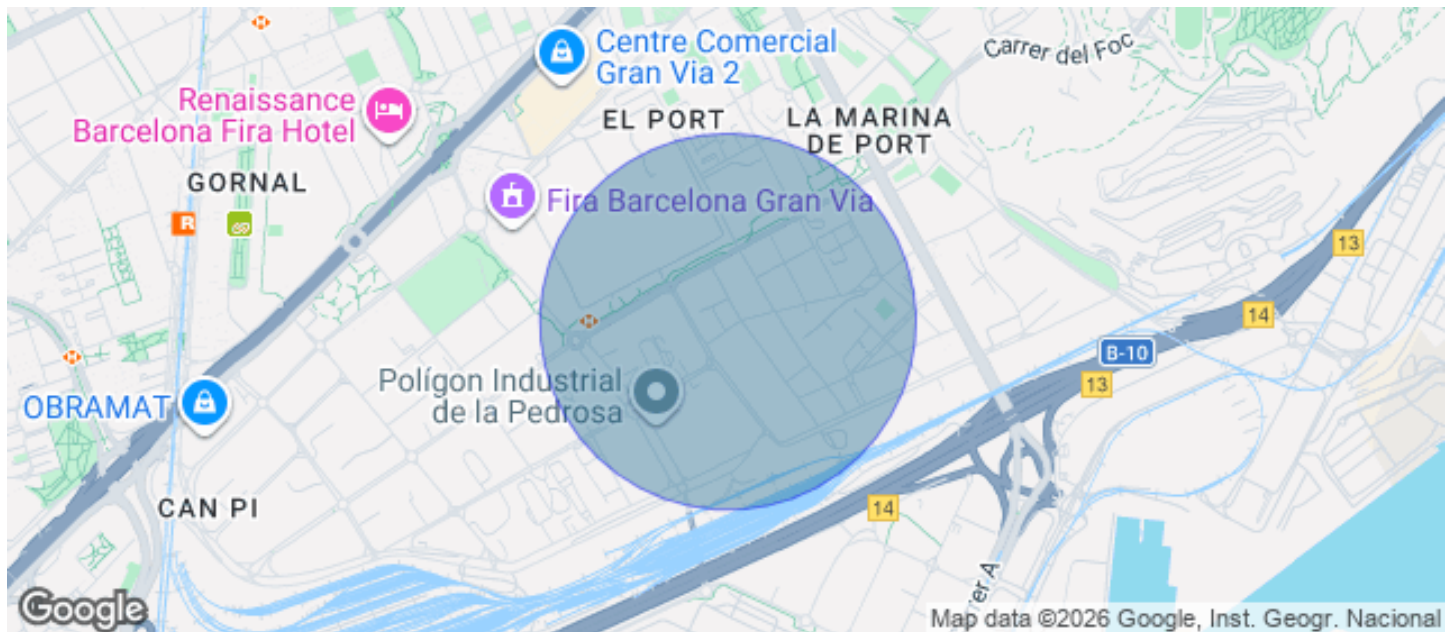 Centre Comercial
Gran Via 2
Carrer del Foc
Renaissance
Barcelona Fira Hotel
EL PORT
LA MARINA
DE PORT
GORNAL
R
Fira Barcelona Gran Via
13
14
B-10
13
Polígon Industrial
de la Pedrosa
OBRAMAT
CAN PI
14
er A
Google
Map data ©2026 Google, Inst. Geogr. Nacional